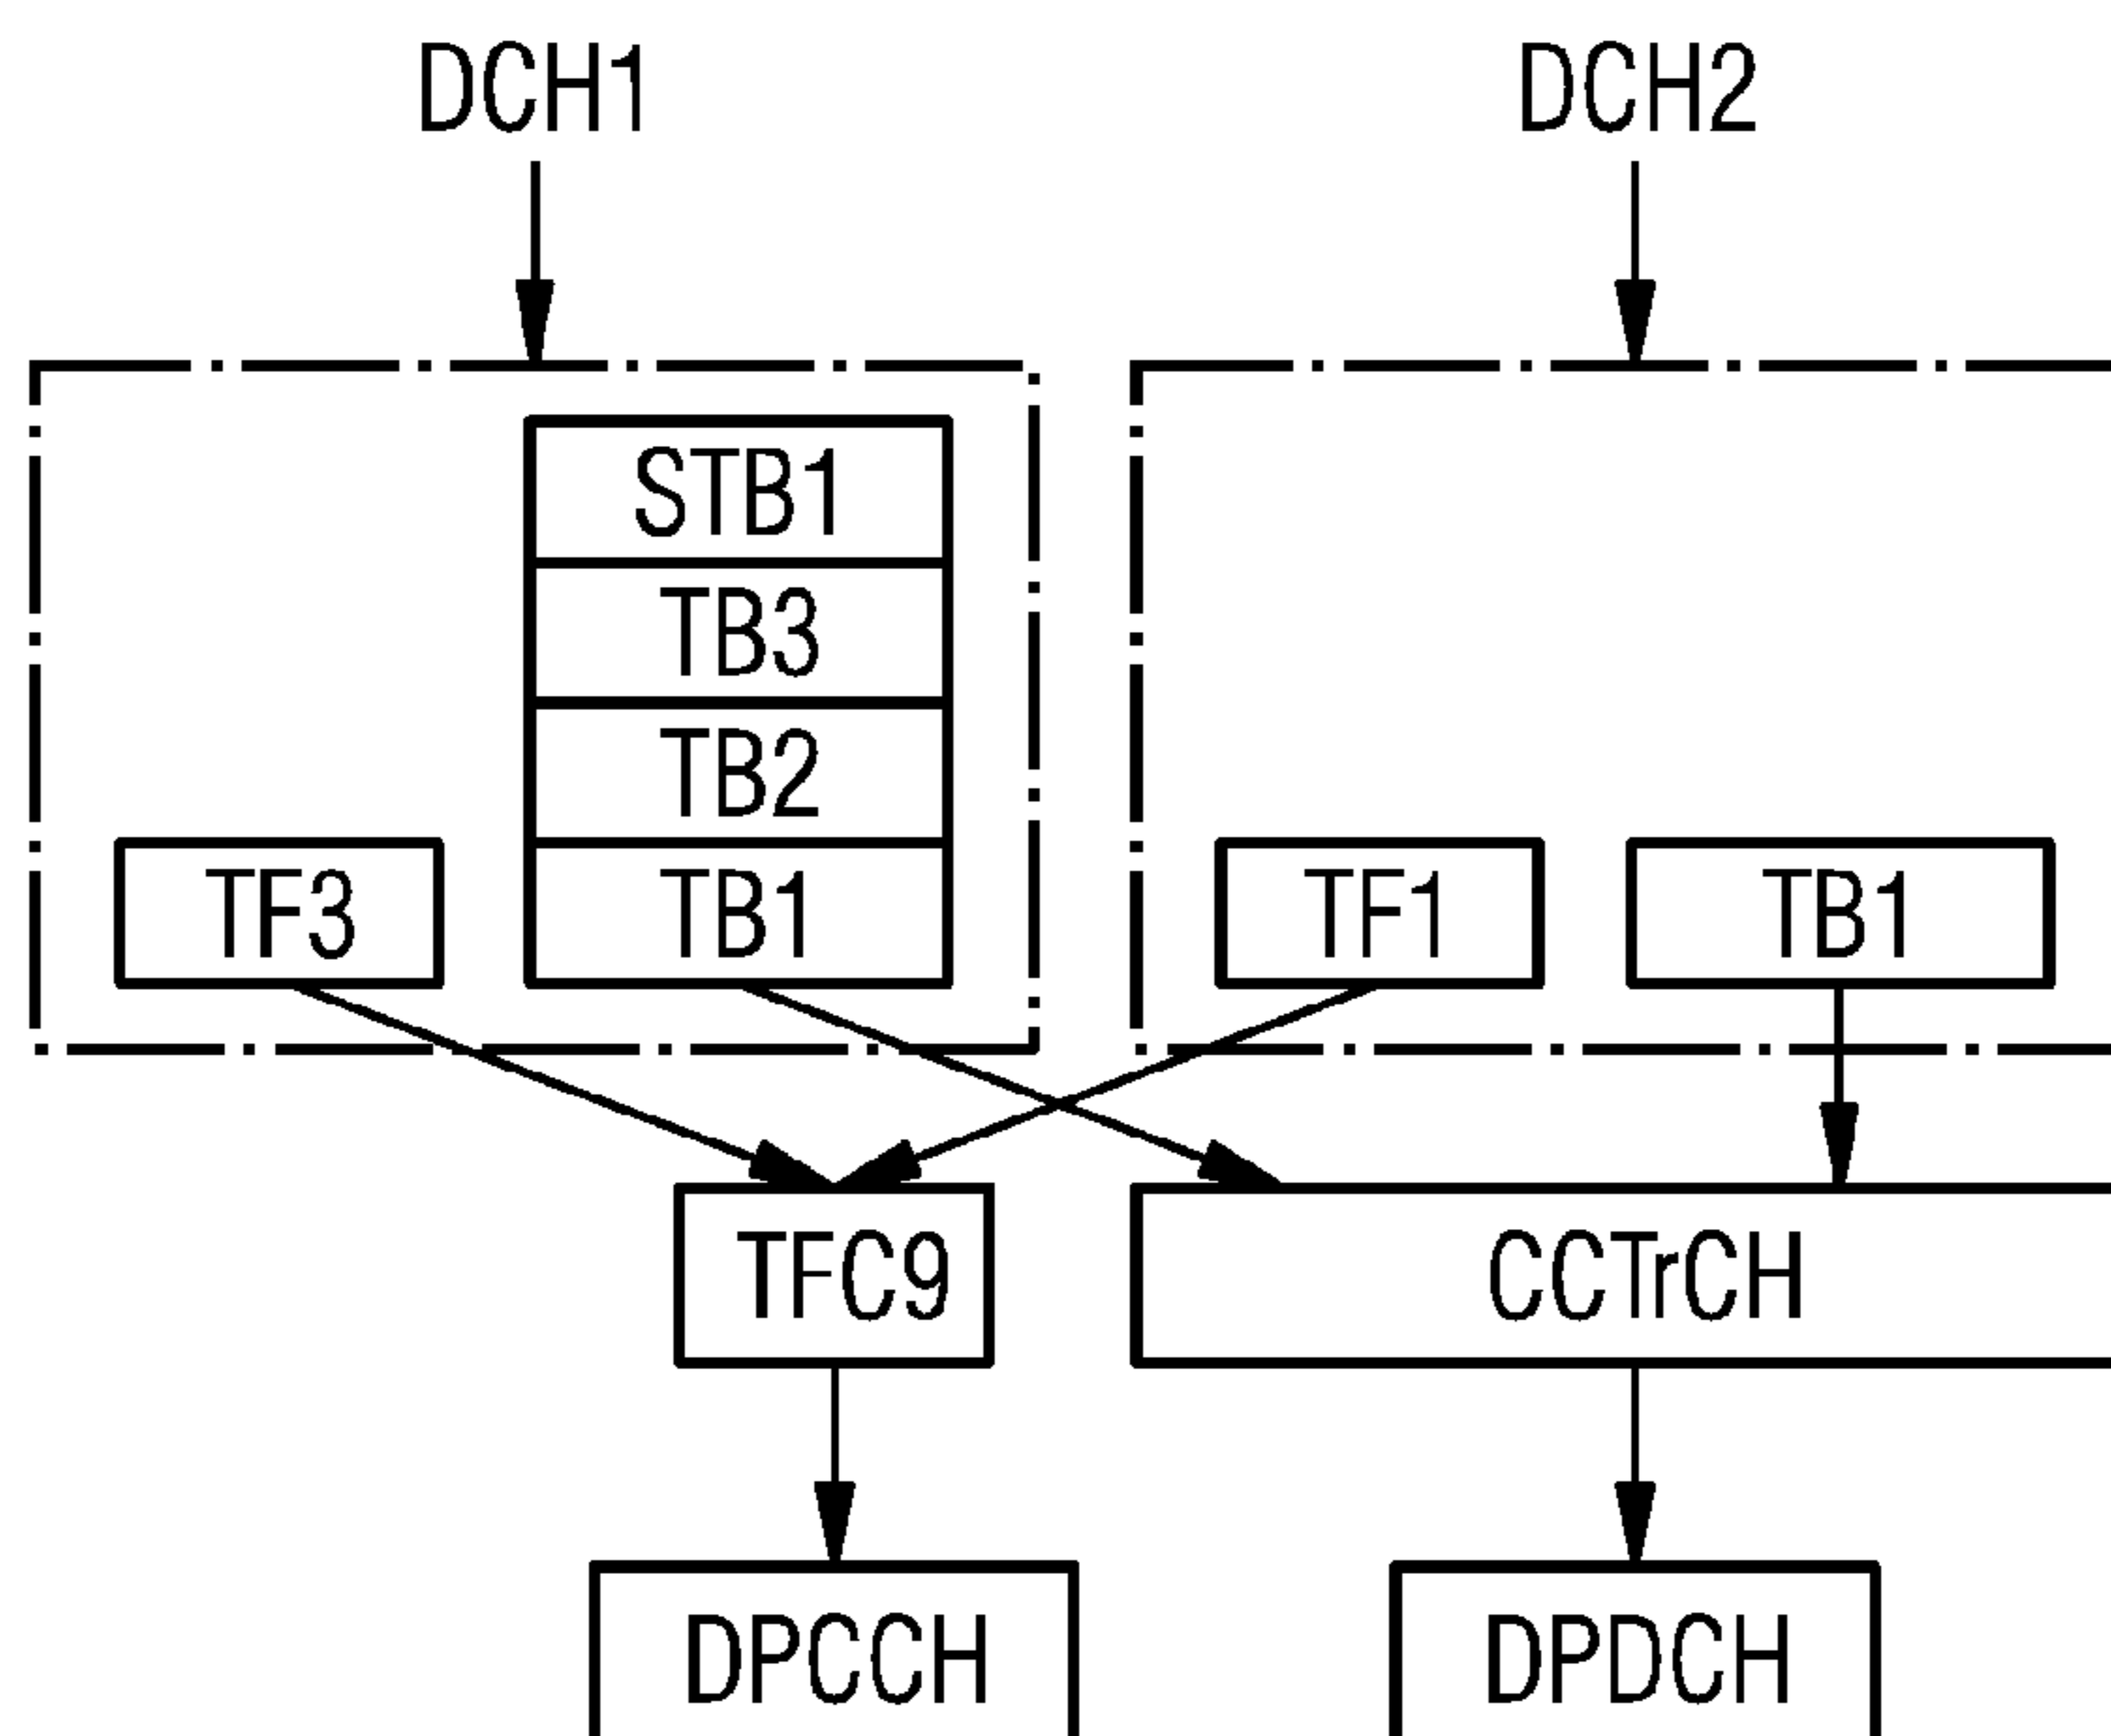 DCH1
DCH2
STB1
TB3
TB2
TF3
TB1
TF1
TB1
TFC9
CCTrCH
DPCCH
DPDCH